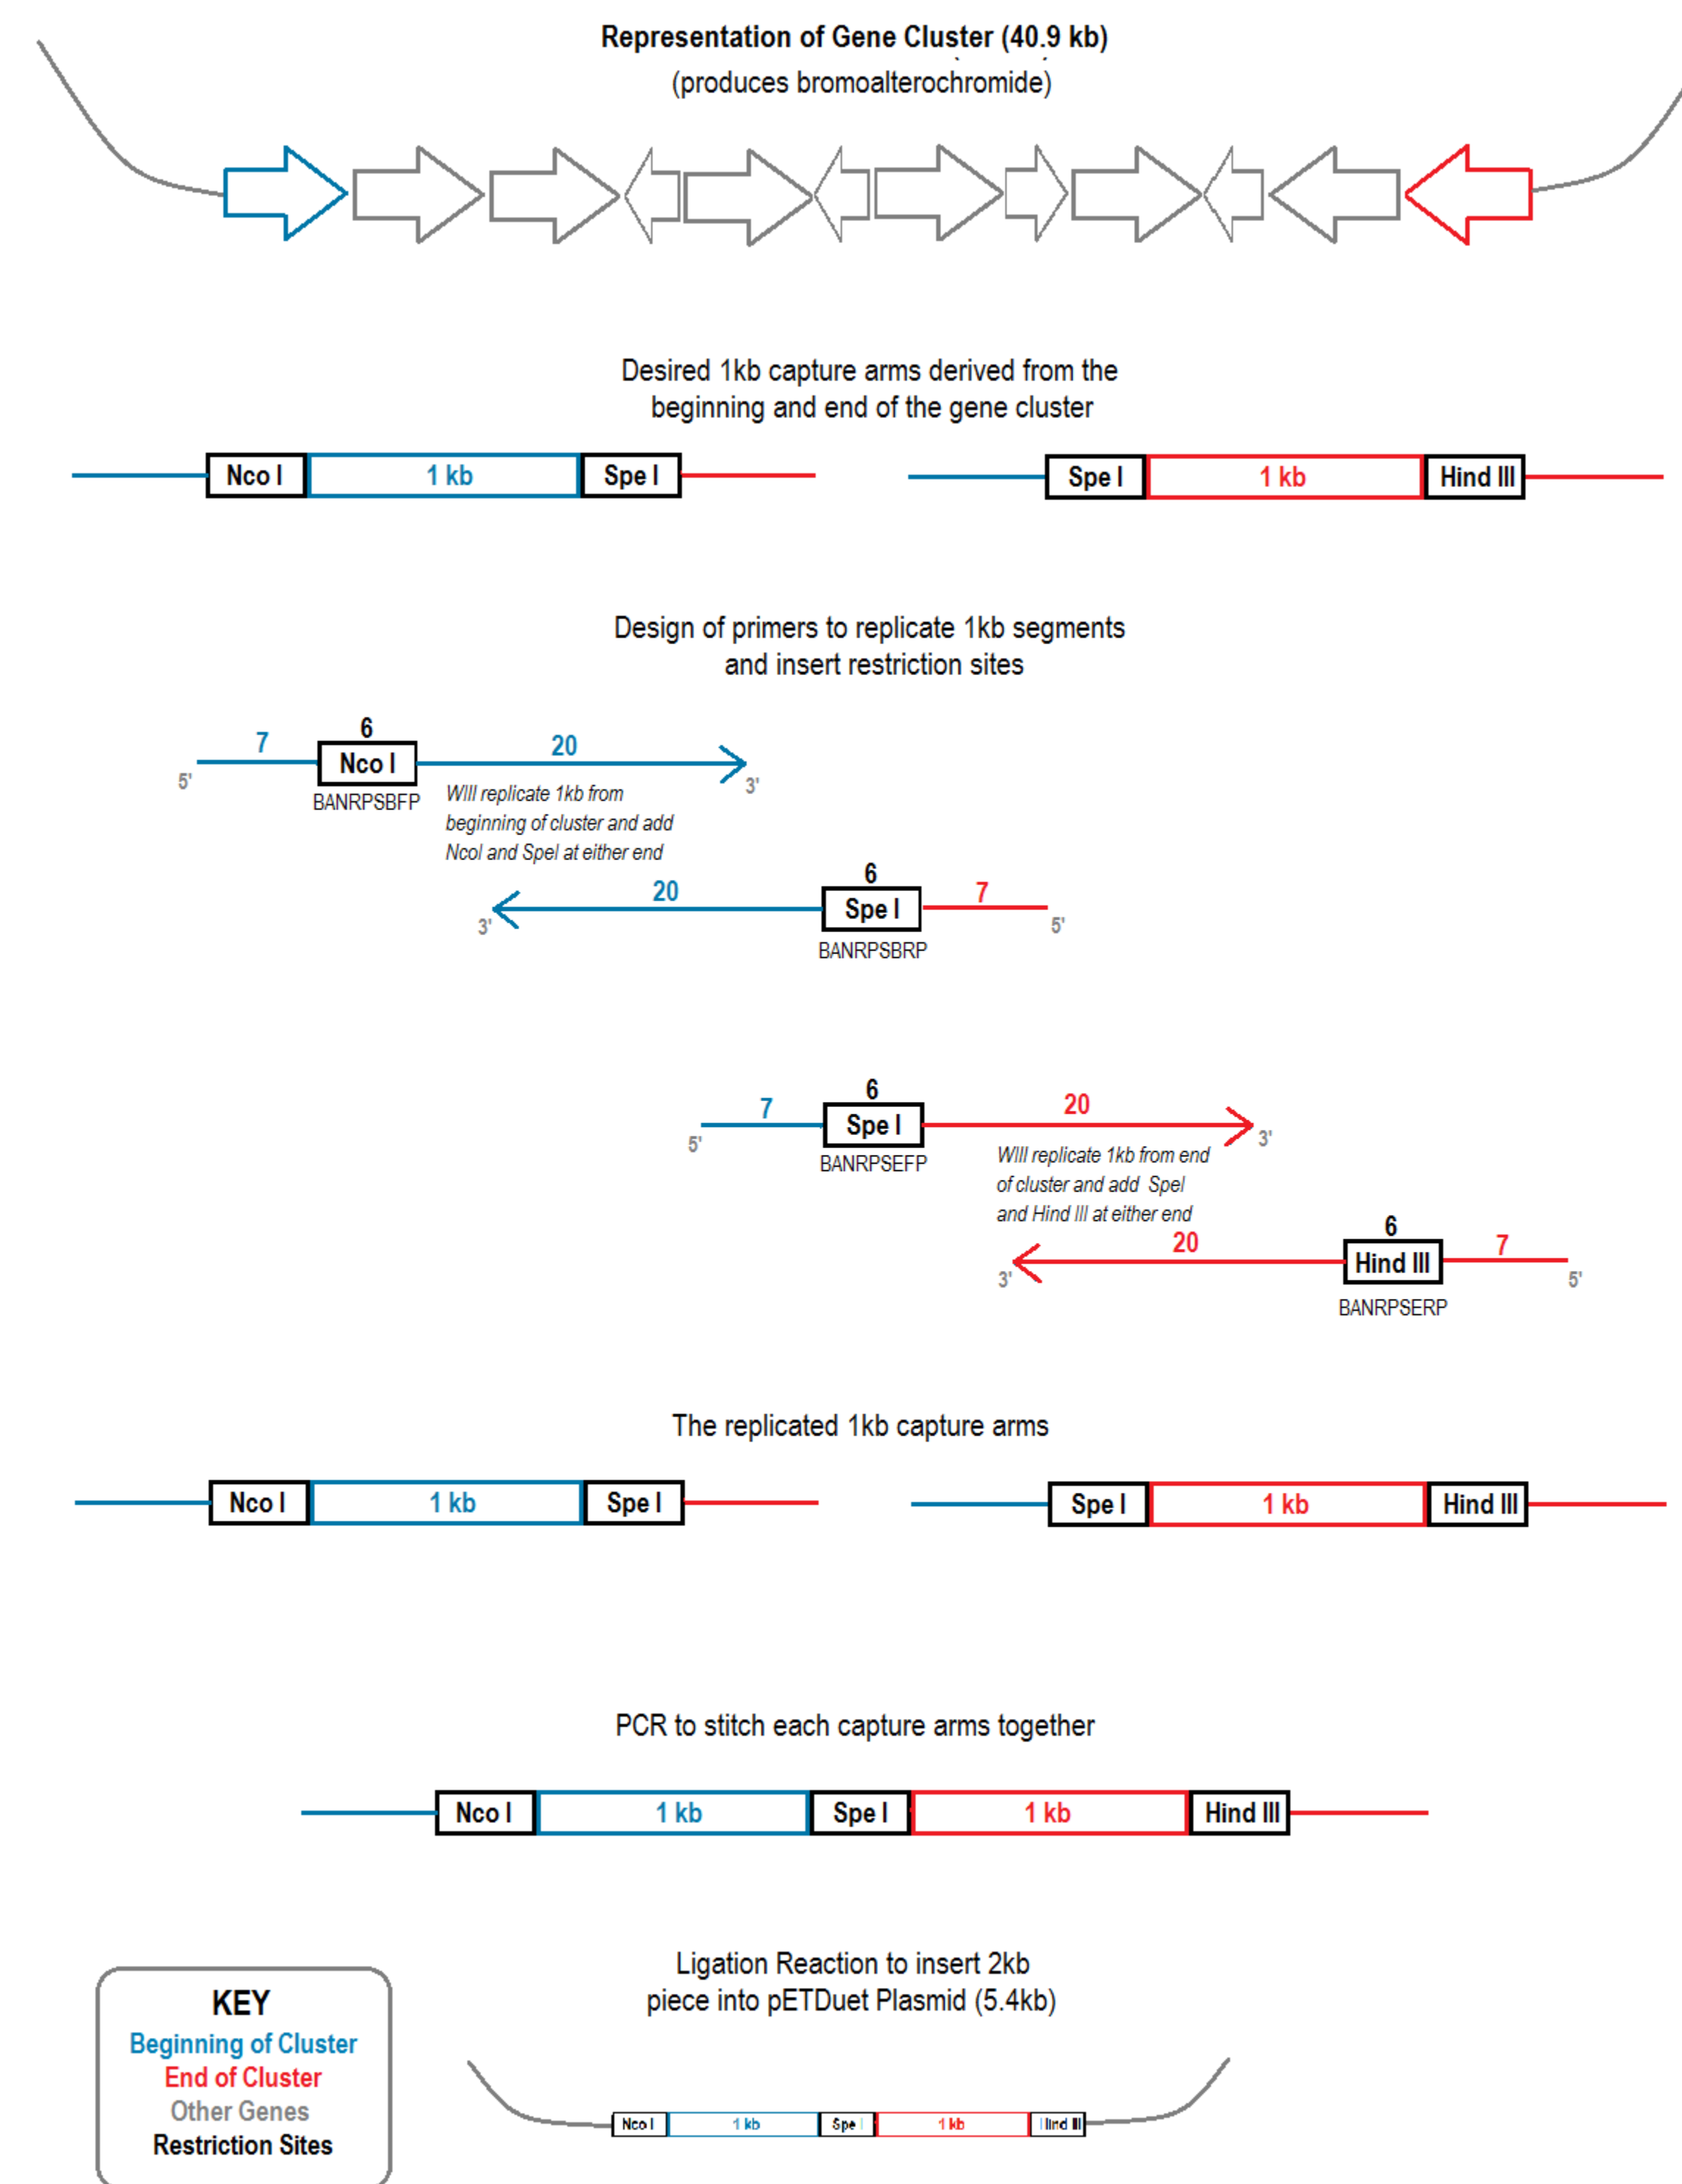 Representation of Gene Cluster (40.9 kb)
(produces bromoalterochromide)
Desired 1kb capture arms derived from the
beginning and end of the gene cluster
Nco I 1 kb Spe I
Spe I 1 kb Hind III
Design of primers to replicate 1kb segments
and insert restriction sites
7 6 20
5' Nco I 3'
BANRPSBFP
WIll replicate 1kb from
beginning of cluster and add
NcoI and SpeI at either end
20 6 7
3' Spe I 5'
BANRPSBRP
7 6 20
5' Spe I 3'
BANRPSEFP
WIll replicate 1kb from end
of cluster and add SpeI
and Hind III at either end
20 6 7
3' Hind III 5'
BANRPSERP
The replicated 1kb capture arms
Nco I 1 kb Spe I
Spe I 1 kb Hind III
PCR to stitch each capture arms together
Nco I 1 kb Spe I 1 kb Hind III
Ligation Reaction to insert 2kb
piece into pETDuet Plasmid (5.4kb)
Nco I 1 kb Spe I 1 kb Hind III
KEY
Beginning of Cluster
End of Cluster
Other Genes
Restriction Sites